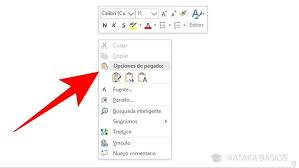 Calibri (Cu
11
Editor
Cortar
Copiar
Opciones de pegado:
Fuente...
Párrafo...
Búsqueda inteligente
Sinónimos
Traducir
Vínculo
Nuevo comentario
XATAKA BASICS